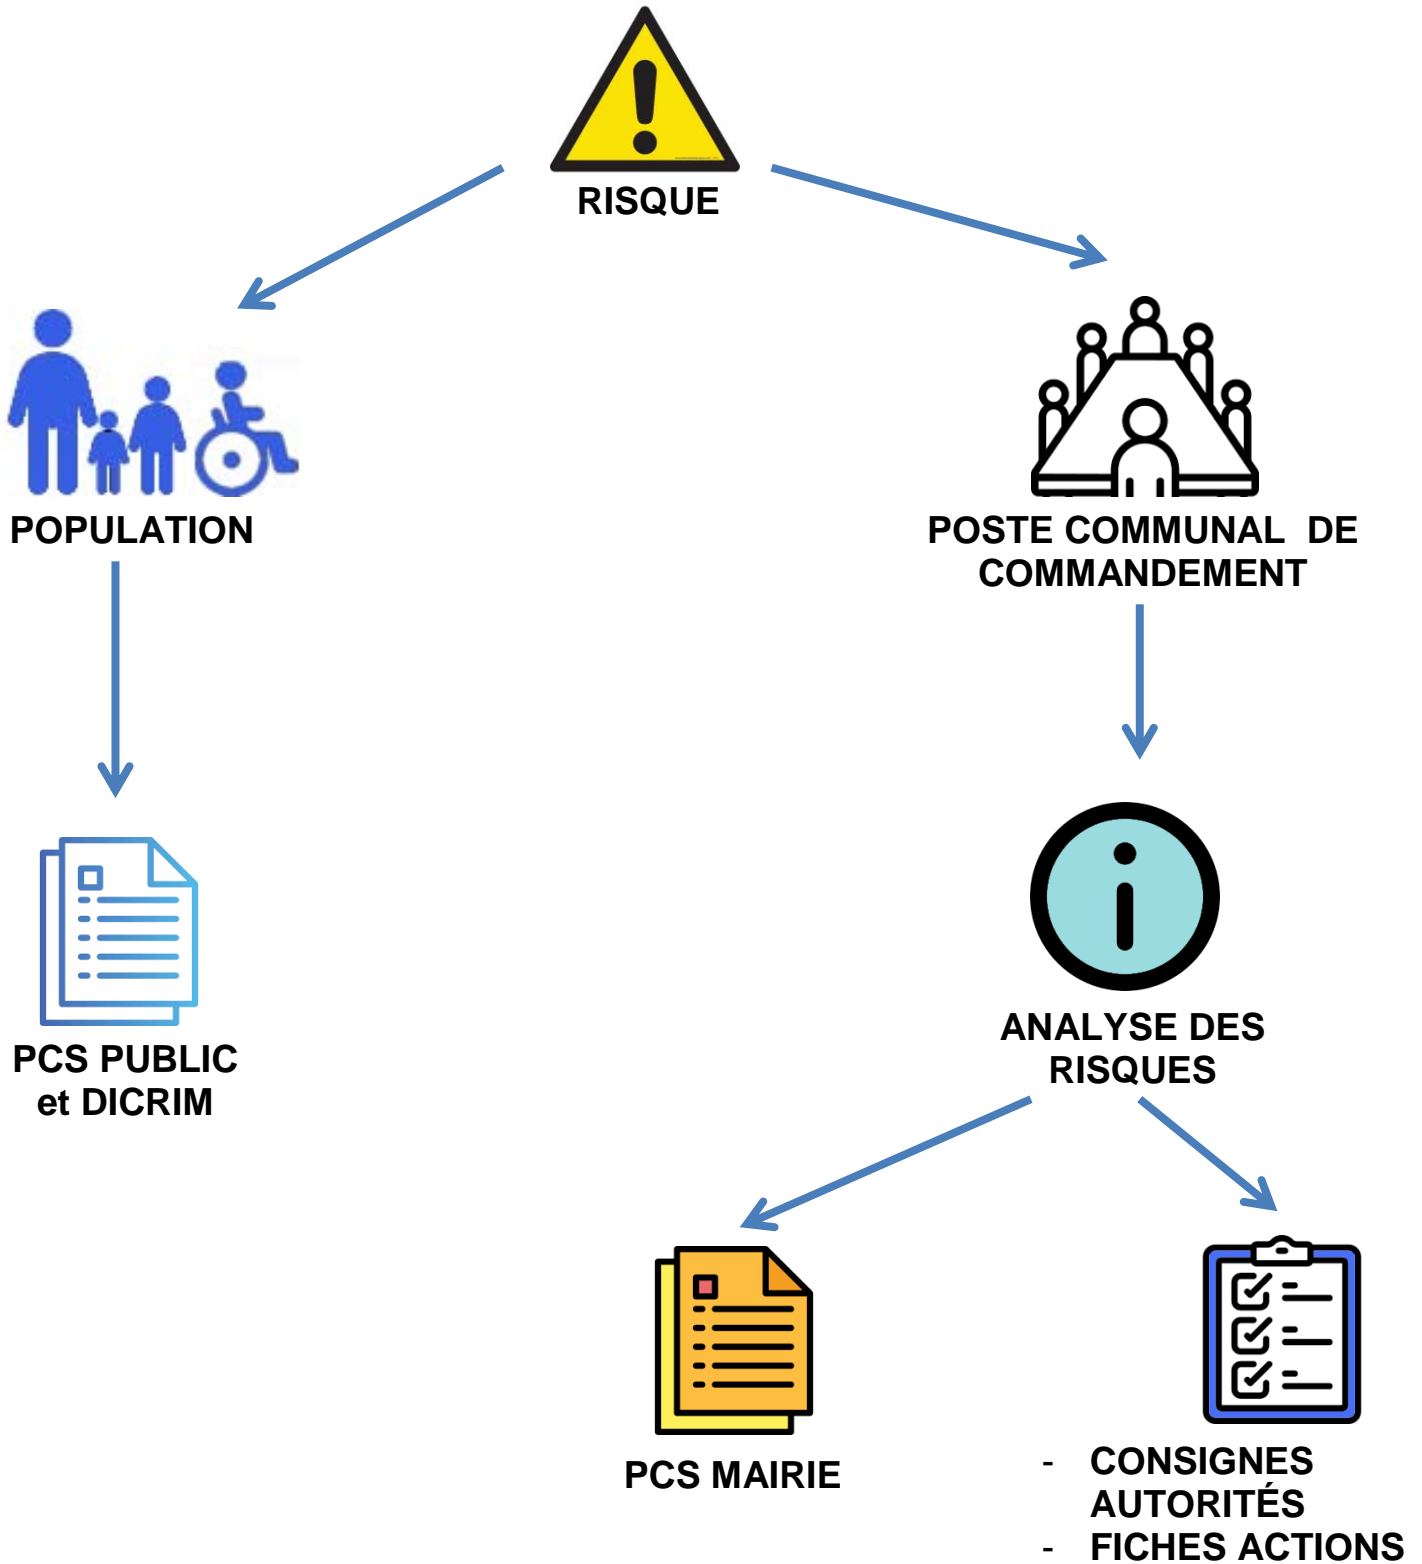 RISQUE
POPULATION
POSTE COMMUNAL DE
COMMANDEMENT
PCS PUBLIC
et DICRIM
ANALYSE DES
RISQUES
PCS MAIRIE
- CONSIGNES
AUTORITÉS
- FICHES ACTIONS